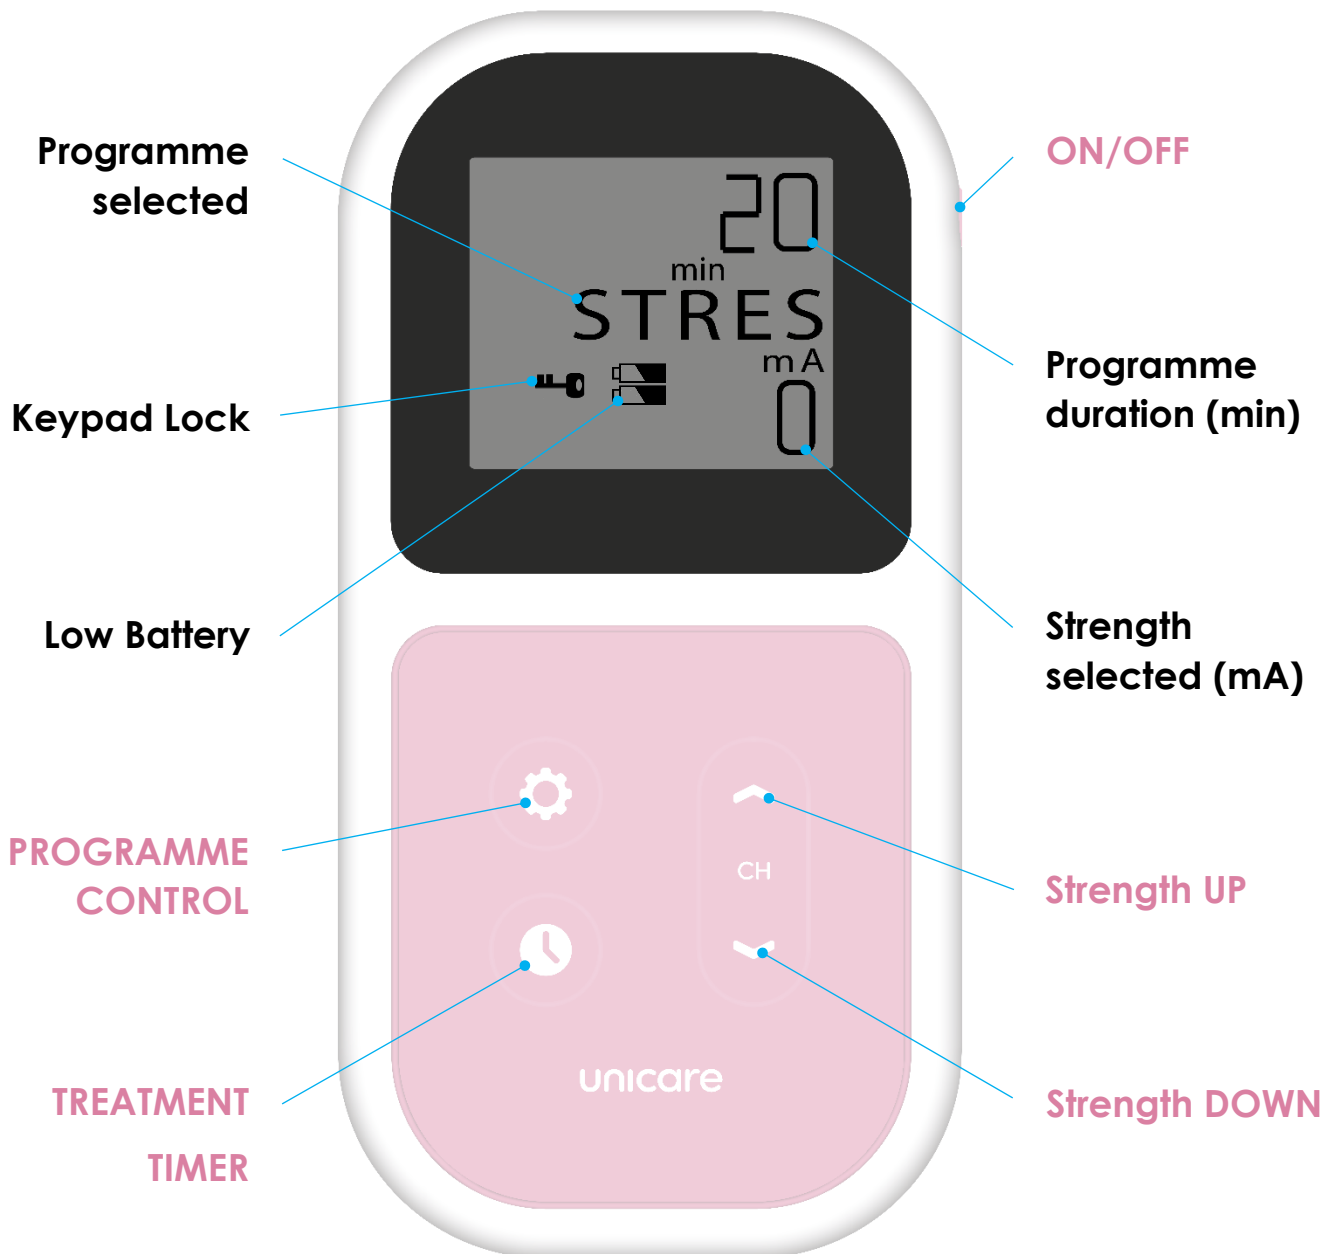 Programme
selected
ON/OFF
20
min
STRES
mA
0
Keypad Lock
Programme
duration (min)
Low Battery
Strength
selected (mA)
PROGRAMME
CONTROL
CH
Strength UP
TREATMENT
TIMER
Strength DOWN
unicare